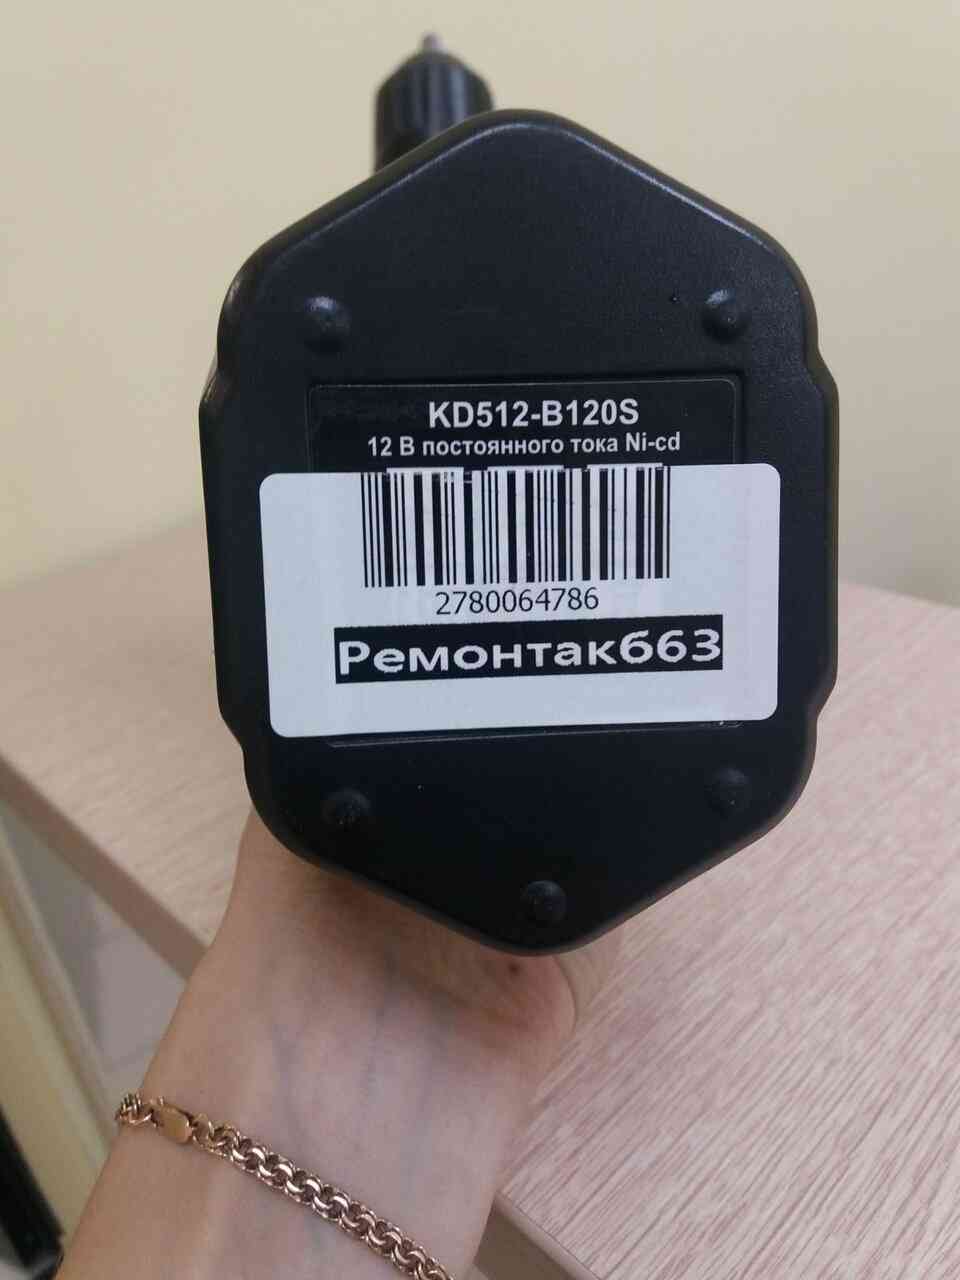 KD512-B120S
12 В постоянного тока Ni-cd
2780064786
Ремонтак663